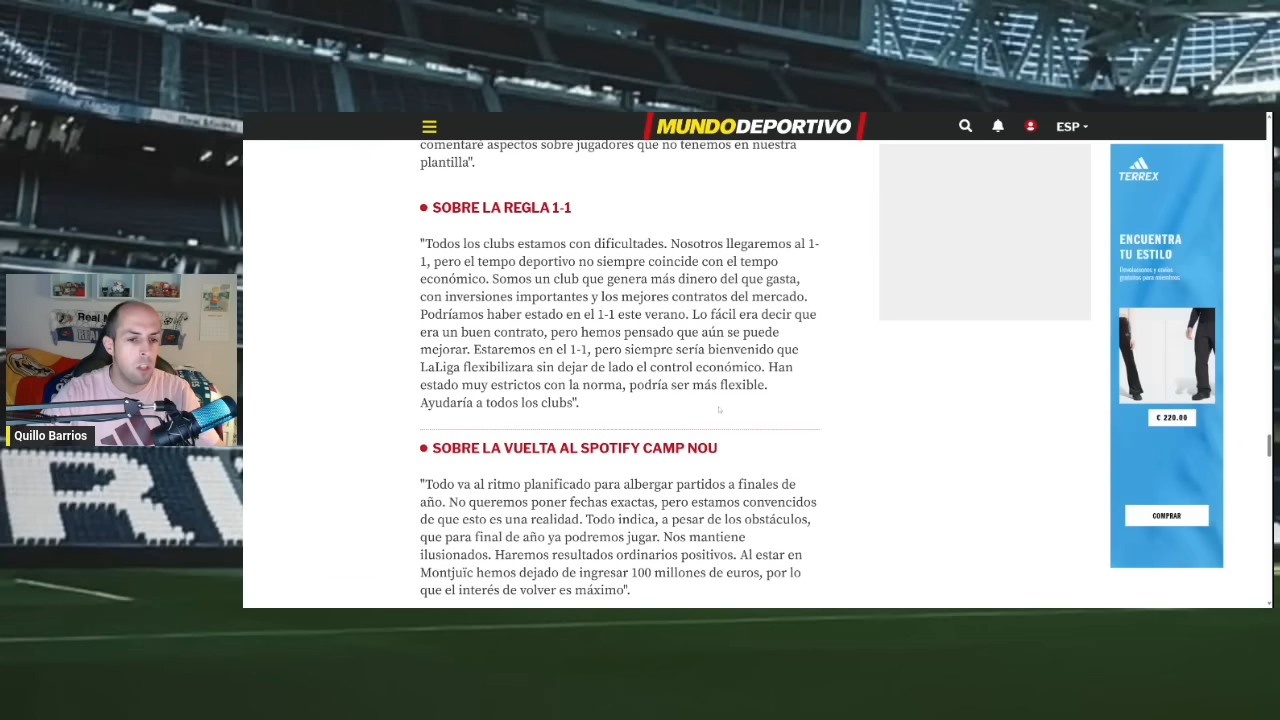 MUNDODEPORTIVO
ESP
comentaré aspectos sobre jugadores que no tenemos en nuestra
plantilla".
SOBRE LA REGLA 1-1
"Todos los clubs estamos con dificultades. Nosotros llegaremos al 1-
1, pero el tempo deportivo no siempre coincide con el tempo
económico. Somos un club que genera más dinero del que gasta,
con inversiones importantes y los mejores contratos del mercado.
Podríamos haber estado en el 1-1 este verano. Lo fácil era decir que
era un buen contrato, pero hemos pensado que aún se puede
mejorar. Estaremos en el 1-1, pero siempre sería bienvenido que
LaLiga flexibilizara sin dejar de lado el control económico. Han
estado muy estrictos con la norma, podría ser más flexible.
Ayudaría a todos los clubs".
SOBRE LA VUELTA AL SPOTIFY CAMP NOU
"Todo va al ritmo planificado para albergar partidos a finales de
año. No queremos poner fechas exactas, pero estamos convencidos
de que esto es una realidad. Todo indica, a pesar de los obstáculos,
que para final de año ya podremos jugar. Nos mantiene
ilusionados. Haremos resultados ordinarios positivos. Al estar en
Montjuïc hemos dejado de ingresar 100 millones de euros, por lo
que el interés de volver es máximo".
TERREX
ENCUENTRA
TU ESTILO
Devoluciones y envíos
gratuitos para miembros
€ 220.00
COMPRAR
Real M
Quillo Barrios